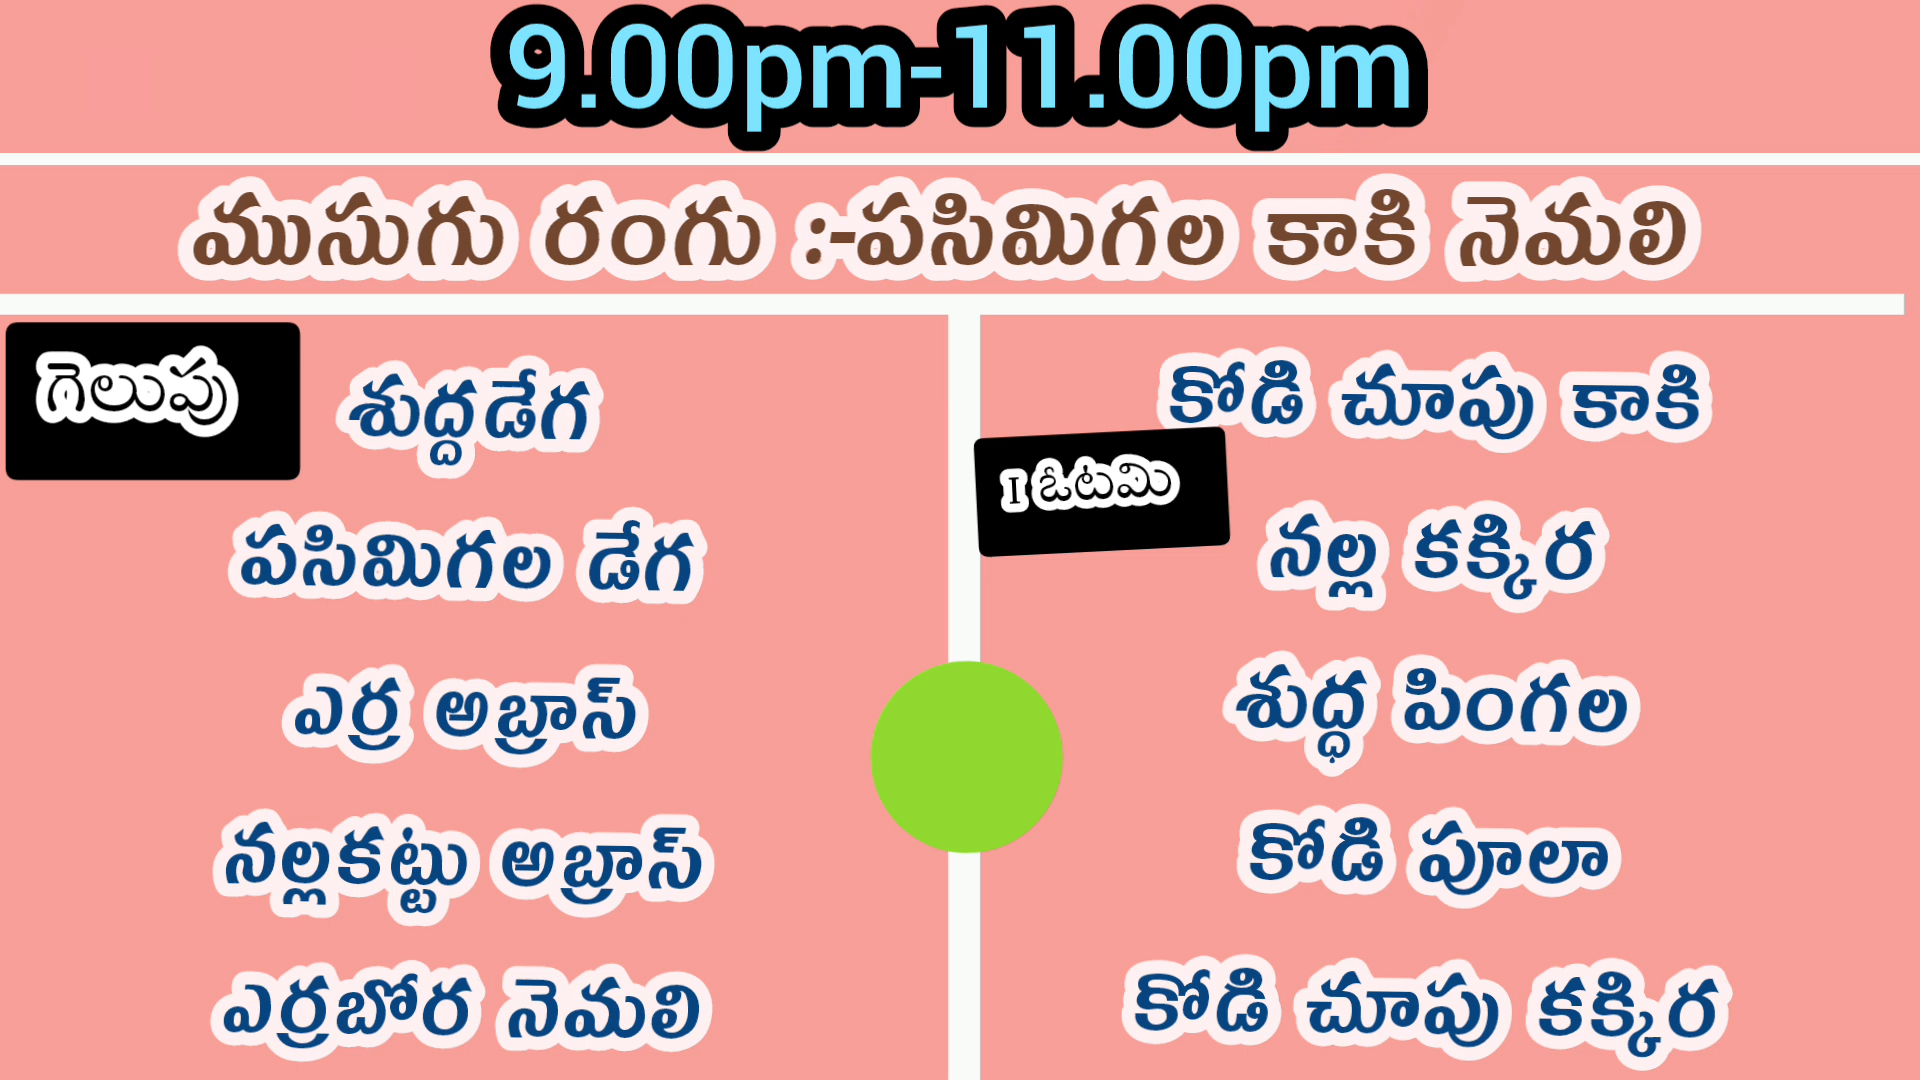 9.00pm-11.00pm
ముసుగు రంగు :-పసిమిగల కాకి నెమలి
గెలుపు
శుద్దడేగ
పసిమిగల డేగ
ఎర్ర అబ్రాస్
నల్లకట్టు అబ్రాస్
ఎర్రబోర నెమలి
కోడి చూపు కాకి
I ఓటమి
నల్ల కక్కిర
శుద్ధ పింగల
కోడి పూలా
కోడి చూపు కక్కిర